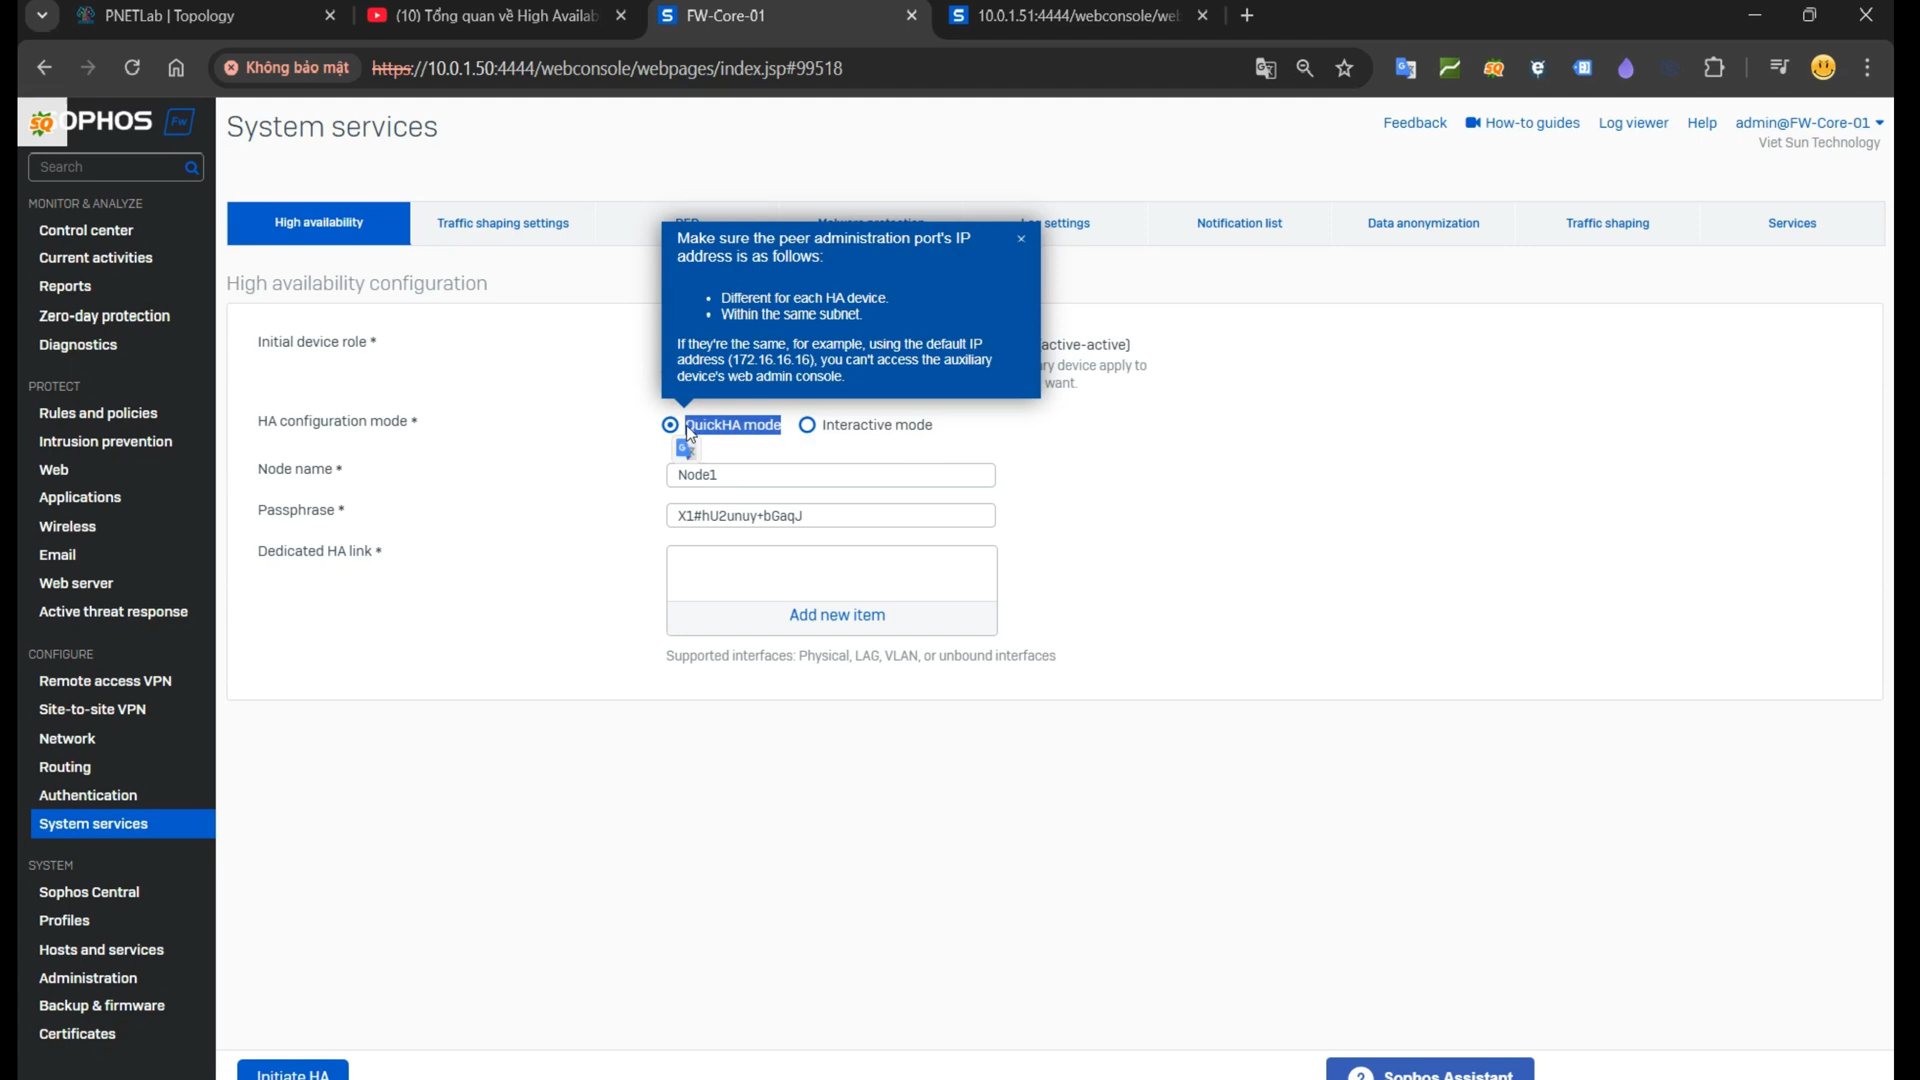 PNETLab | Topology
(10) Tổng quan về High Availab
FW-Core-01
10.0.1.51:4444/webconsole/web
Không bảo mật
https://10.0.1.50:4444/webconsole/webpages/index.jsp#99518
SOPHOS Fw
System services
Feedback
How-to guides
Log viewer
Help
admin@FW-Core-01
Viet Sun Technology
Search
MONITOR & ANALYZE
Control center
Current activities
Reports
Zero-day protection
Diagnostics
PROTECT
Rules and policies
Intrusion prevention
Web
Applications
Wireless
Email
Web server
Active threat response
CONFIGURE
Remote access VPN
Site-to-site VPN
Network
Routing
Authentication
System services
SYSTEM
Sophos Central
Profiles
Hosts and services
Administration
Backup & firmware
Certificates
High availability
Traffic shaping settings
RED
Malware protection
settings
Notification list
Data anonymization
Traffic shaping
Services
Make sure the peer administration port's IP
address is as follows:
• Different for each HA device.
• Within the same subnet.
If they're the same, for example, using the default IP
address (172.16.16.16), you can't access the auxiliary
device's web admin console.
High availability configuration
Initial device role *
active-active)
ry device apply to
want.
HA configuration mode *
QuickHA mode
Interactive mode
Node name *
Node1
Passphrase *
X1#hU2unuy+bGaqJ
Dedicated HA link *
Add new item
Supported interfaces: Physical, LAG, VLAN, or unbound interfaces
Initiate HA
Sophos Assistant